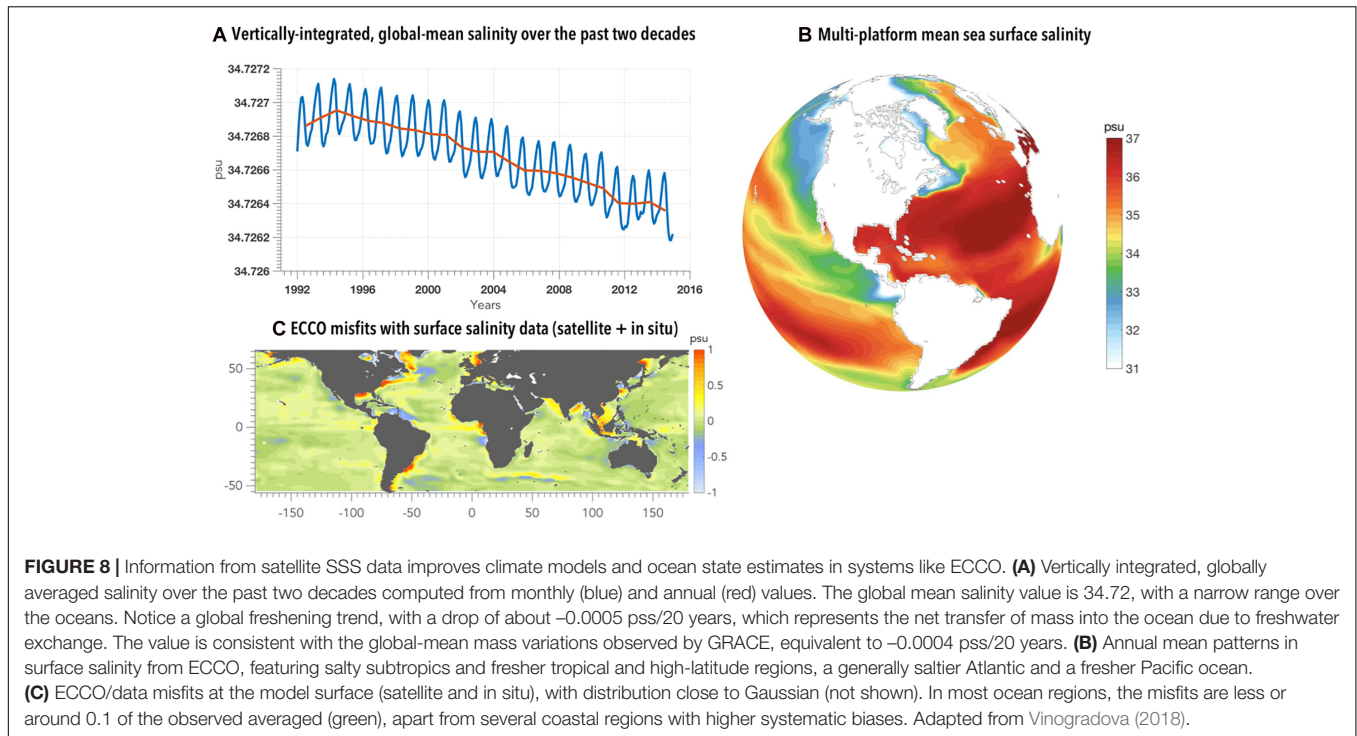 A Vertically-integrated, global-mean salinity over the past two decades
34.7272
34.727
34.7268
34.7266
34.7264
34.7262
34.726
psu
1992 1996 2000 2004 2008 2012 2016
Years
B Multi-platform mean sea surface salinity
psu
37
36
35
34
33
32
31
C ECCO misfits with surface salinity data (satellite + in situ)
psu
1
0.5
0
-0.5
-1
50
0
-50
-150 -100 -50 0 50 100 150
FIGURE 8 | Information from satellite SSS data improves climate models and ocean state estimates in systems like ECCO. (A) Vertically integrated, globally
averaged salinity over the past two decades computed from monthly (blue) and annual (red) values. The global mean salinity value is 34.72, with a narrow range over
the oceans. Notice a global freshening trend, with a drop of about –0.0005 pss/20 years, which represents the net transfer of mass into the ocean due to freshwater
exchange. The value is consistent with the global-mean mass variations observed by GRACE, equivalent to –0.0004 pss/20 years. (B) Annual mean patterns in
surface salinity from ECCO, featuring salty subtropics and fresher tropical and high-latitude regions, a generally saltier Atlantic and a fresher Pacific ocean.
(C) ECCO/data misfits at the model surface (satellite and in situ), with distribution close to Gaussian (not shown). In most ocean regions, the misfits are less or
around 0.1 of the observed averaged (green), apart from several coastal regions with higher systematic biases. Adapted from Vinogradova (2018).